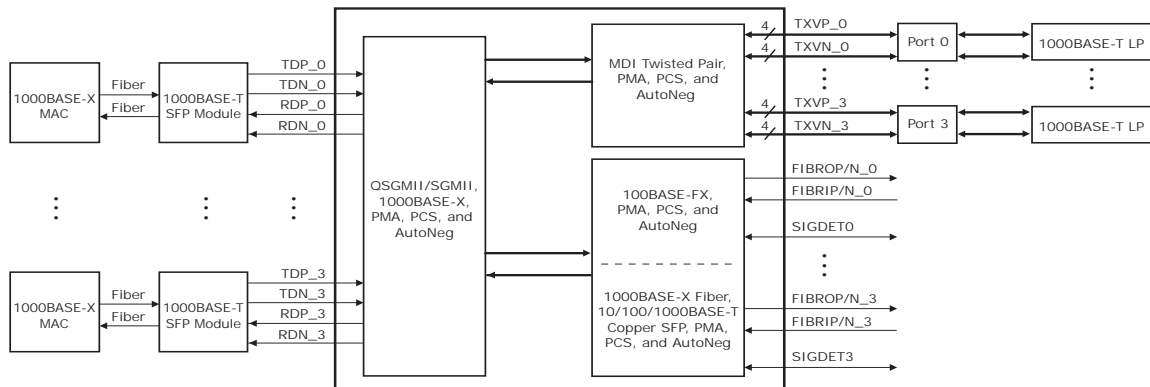 1000BASE-X
MAC
Fiber
Fiber
1000BASE-T
SFP Module
TDP_0
TDN_0
RDP_0
RDN_0
1000BASE-X
MAC
Fiber
Fiber
1000BASE-T
SFP Module
TDP_3
TDN_3
RDP_3
RDN_3
QSGMII/SGMII,
1000BASE-X,
PMA, PCS, and
AutoNeg
MDI Twisted Pair,
PMA, PCS, and
AutoNeg
4
TXVP_0
4
TXVN_0
4
TXVP_3
4
TXVN_3
Port 0
1000BASE-T LP
Port 3
1000BASE-T LP
100BASE-FX,
PMA, PCS, and
AutoNeg
1000BASE-X Fiber,
10/100/1000BASE-T
Copper SFP, PMA,
PCS, and AutoNeg
FIBROP/N_0
FIBRIP/N_0
SIGDET0
FIBROP/N_3
FIBRIP/N_3
SIGDET3